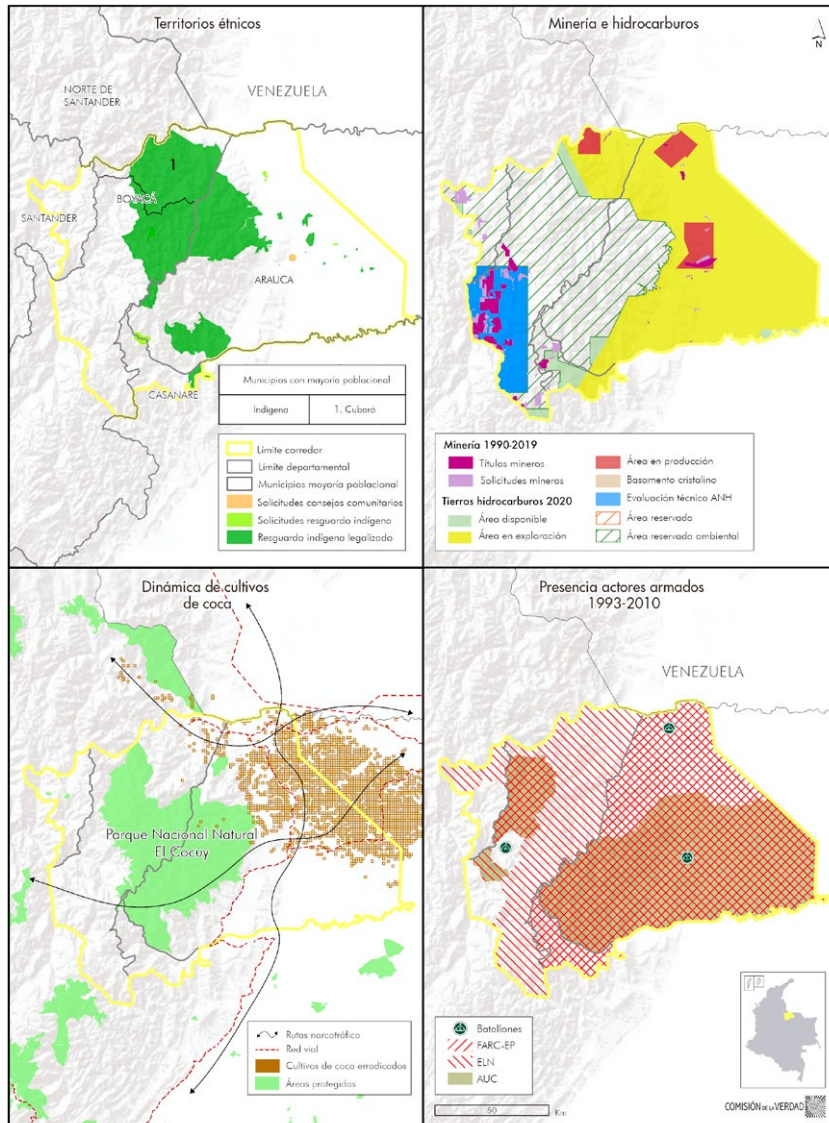 Territorios étnicos
NORTE DE
SANTANDER
VENEZUELA
1
BOYACÁ
SANTANDER
ARAUCA
CASANARE
Municipios con mayoría poblacional
Indígena
1. Cubará
Límite corredor
Límite departamental
Municipios mayoría poblacional
Solicitudes consejos comunitarios
Solicitudes resguardo indígena
Resguardo indígena legalizado
Minería e hidrocarburos
N
Minería 1990-2019
Títulos mineros
Solicitudes mineros
Tierras hidrocarburos 2020
Área disponible
Área en exploración
Área en producción
Basamento cristalino
Evaluación técnica ANH
Área reservada
Área reservada ambiental
Dinámica de cultivos
de coca
Parque Nacional Natural
El Cocuy
Rutas narcotráfico
Red vial
Cultivos de coca erradicados
Áreas protegidas
Presencia actores armados
1993-2010
VENEZUELA
Batallones
FARC-EP
ELN
AUC
50
Km
COMISIÓN DE LA VERDAD